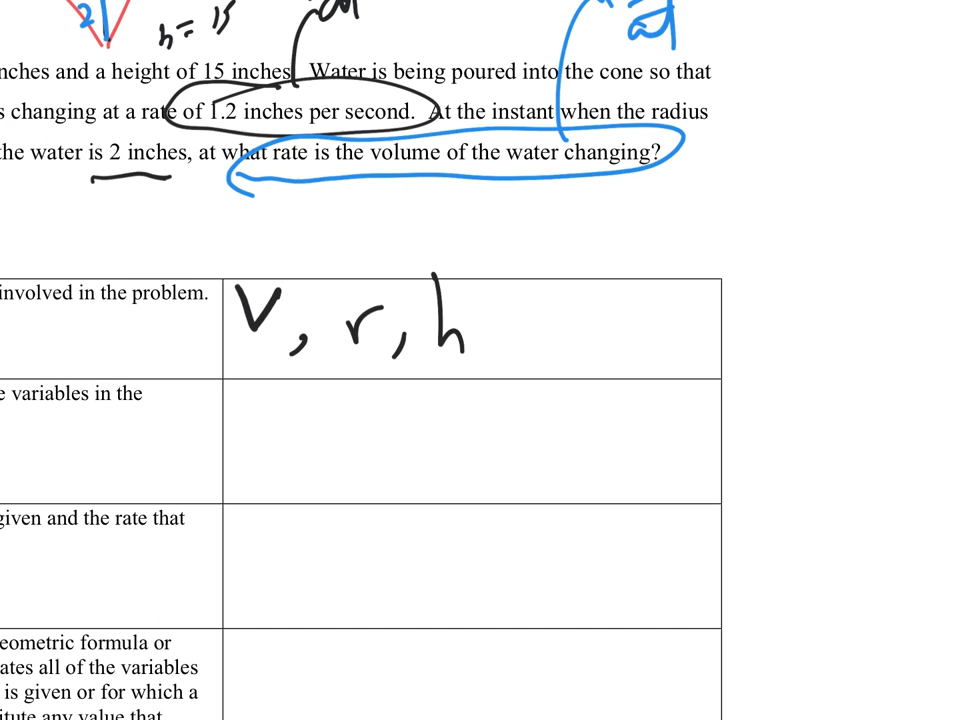 2
h = 15
nches and a height of 15 inches. Water is being poured into the cone so that
s changing at a rate of 1.2 inches per second. At the instant when the radius
the water is 2 inches, at what rate is the volume of the water changing?
involved in the problem.
V, r, h
e variables in the
given and the rate that
eometric formula or
ates all of the variables
is given or for which a
titute any value that